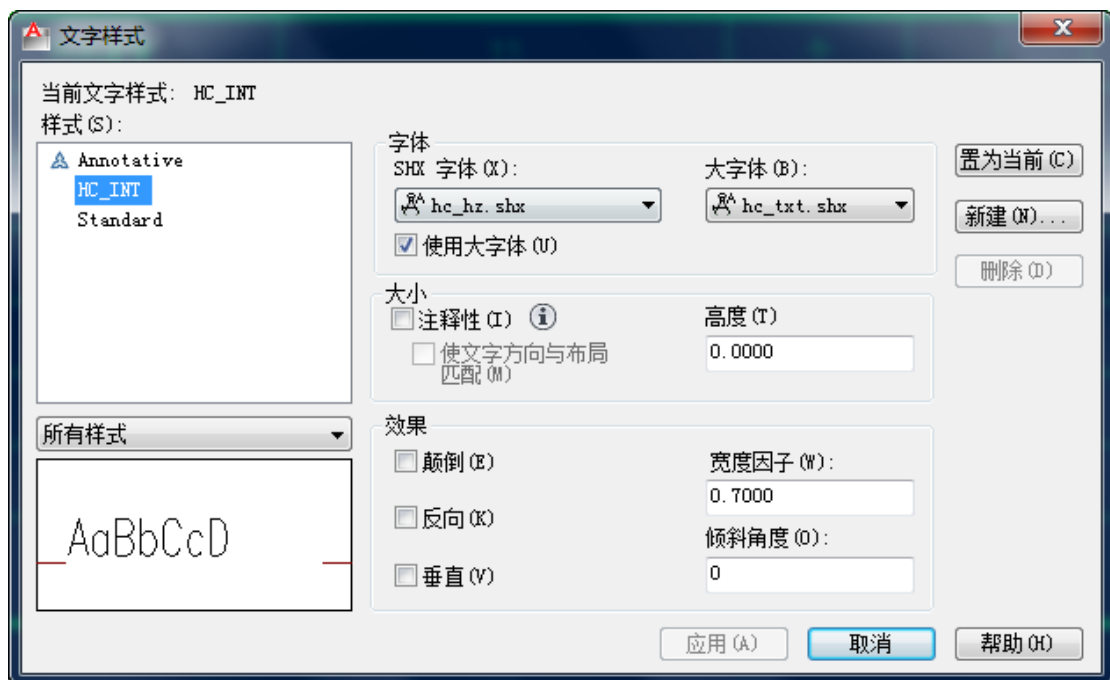 文字样式
当前文字样式: HC_INT
样式(S):
Annotative
HC_INT
Standard
所有样式
AaBbCcD
字体
SHX 字体(X):
hc_hz.shx
使用大字体(U)
大字体(B):
hc_txt.shx
大小
注释性(I)
使文字方向与布局
匹配(M)
高度(T)
0.0000
效果
颠倒(E)
反向(K)
垂直(V)
宽度因子(W):
0.7000
倾斜角度(O):
0
置为当前(C)
新建(N)...
删除(D)
应用(A)
取消
帮助(H)